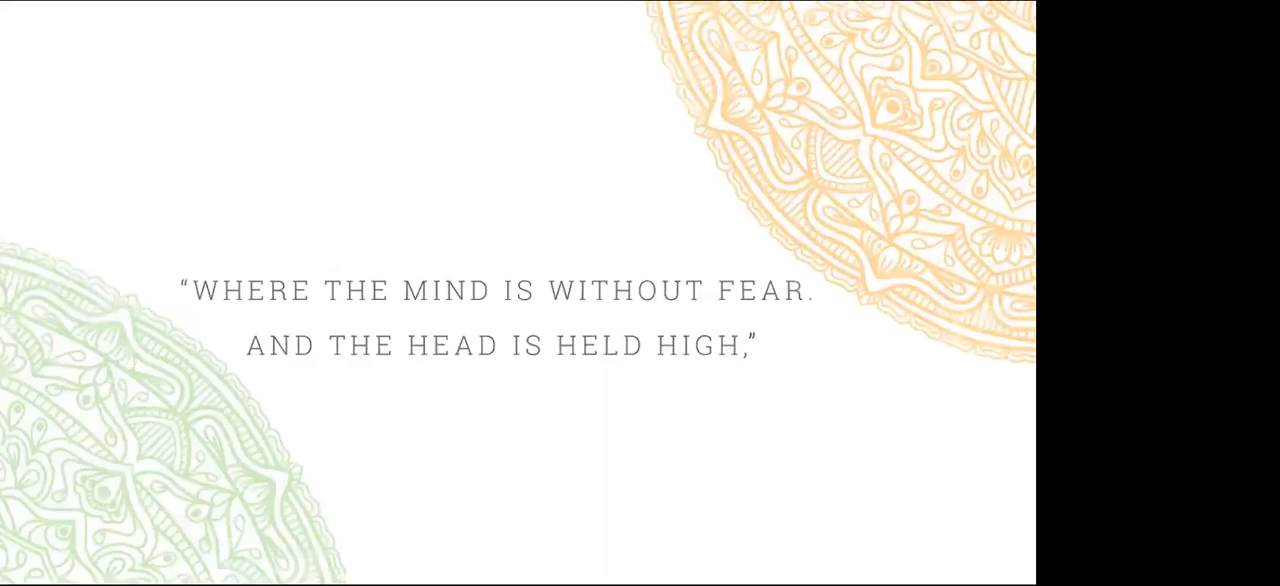 “WHERE THE MIND IS WITHOUT FEAR.
AND THE HEAD IS HELD HIGH,”